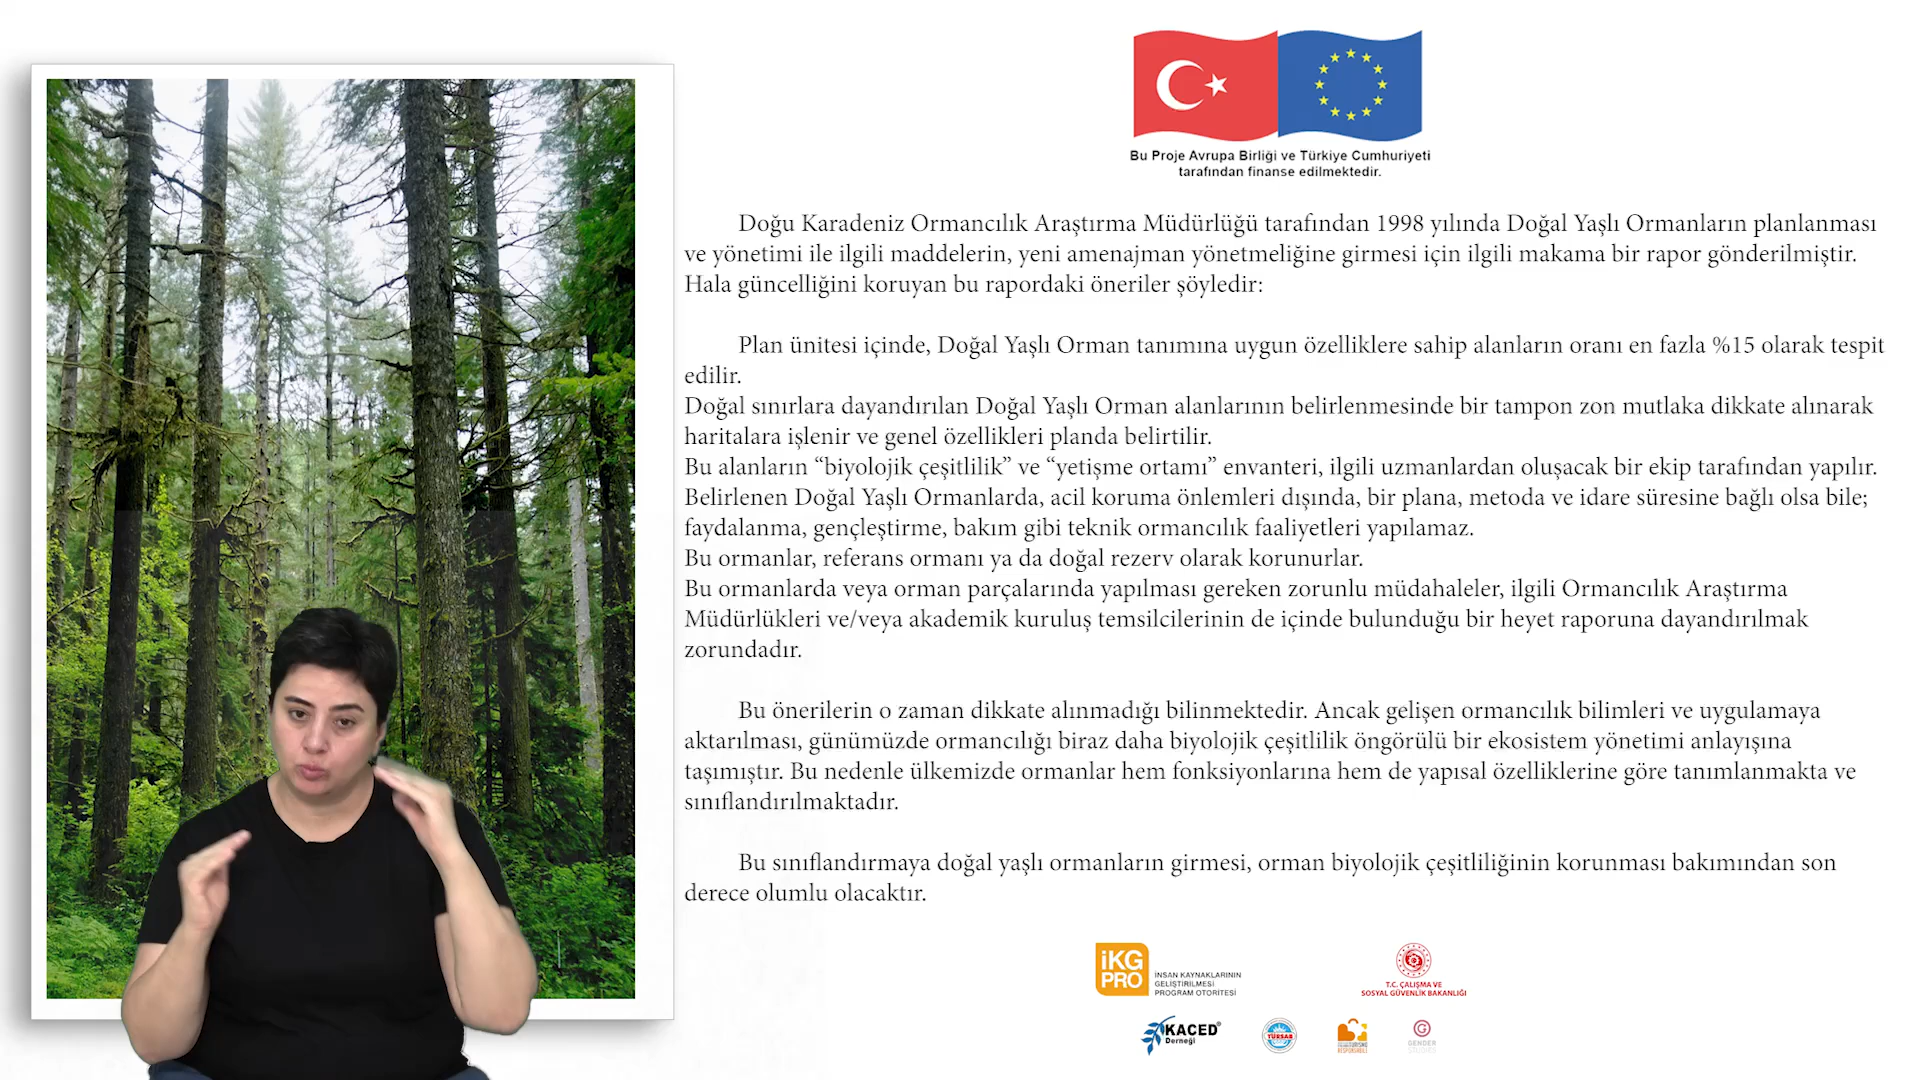 Bu Proje Avrupa Birliği ve Türkiye Cumhuriyeti
tarafından finanse edilmektedir.
Doğu Karadeniz Ormancılık Araştırma Müdürlüğü tarafından 1998 yılında Doğal Yaşlı Ormanların planlanması
ve yönetimi ile ilgili maddelerin, yeni amenajman yönetmeliğine girmesi için ilgili makama bir rapor gönderilmiştir.
Hala güncelliğini koruyan bu rapordaki öneriler şöyledir:
Plan ünitesi içinde, Doğal Yaşlı Orman tanımına uygun özelliklere sahip alanların oranı en fazla %15 olarak tespit
edilir.
Doğal sınırlara dayandırılan Doğal Yaşlı Orman alanlarının belirlenmesinde bir tampon zon mutlaka dikkate alınarak
haritalara işlenir ve genel özellikleri planda belirtilir.
Bu alanların “biyolojik çeşitlilik” ve “yetişme ortamı” envanteri, ilgili uzmanlardan oluşacak bir ekip tarafından yapılır.
Belirlenen Doğal Yaşlı Ormanlarda, acil koruma önlemleri dışında, bir plana, metoda ve idare süresine bağlı olsa bile;
faydalanma, gençleştirme, bakım gibi teknik ormancılık faaliyetleri yapılamaz.
Bu ormanlar, referans ormanı ya da doğal rezerv olarak korunurlar.
Bu ormanlarda veya orman parçalarında yapılması gereken zorunlu müdahaleler, ilgili Ormancılık Araştırma
Müdürlükleri ve/veya akademik kuruluş temsilcilerinin de içinde bulunduğu bir heyet raporuna dayandırılmak
zorundadır.
Bu önerilerin o zaman dikkate alınmadığı bilinmektedir. Ancak gelişen ormancılık bilimleri ve uygulamaya
aktarılması, günümüzde ormancılığı biraz daha biyolojik çeşitlilik öngörülü bir ekosistem yönetimi anlayışına
taşımıştır. Bu nedenle ülkemizde ormanlar hem fonksiyonlarına hem de yapısal özelliklerine göre tanımlanmakta ve
sınıflandırılmaktadır.
Bu sınıflandırmaya doğal yaşlı ormanların girmesi, orman biyolojik çeşitliliğinin korunması bakımından son
derece olumlu olacaktır.
iKG
PRO
İNSAN KAYNAKLARININ
GELİŞTİRİLMESİ
PROGRAM OTORİTESİ
T.C. ÇALIŞMA VE
SOSYAL GÜVENLİK BAKANLIĞI
KACED®
Derneği
TÜRSAB
RESPONSABILE
G
GENDER